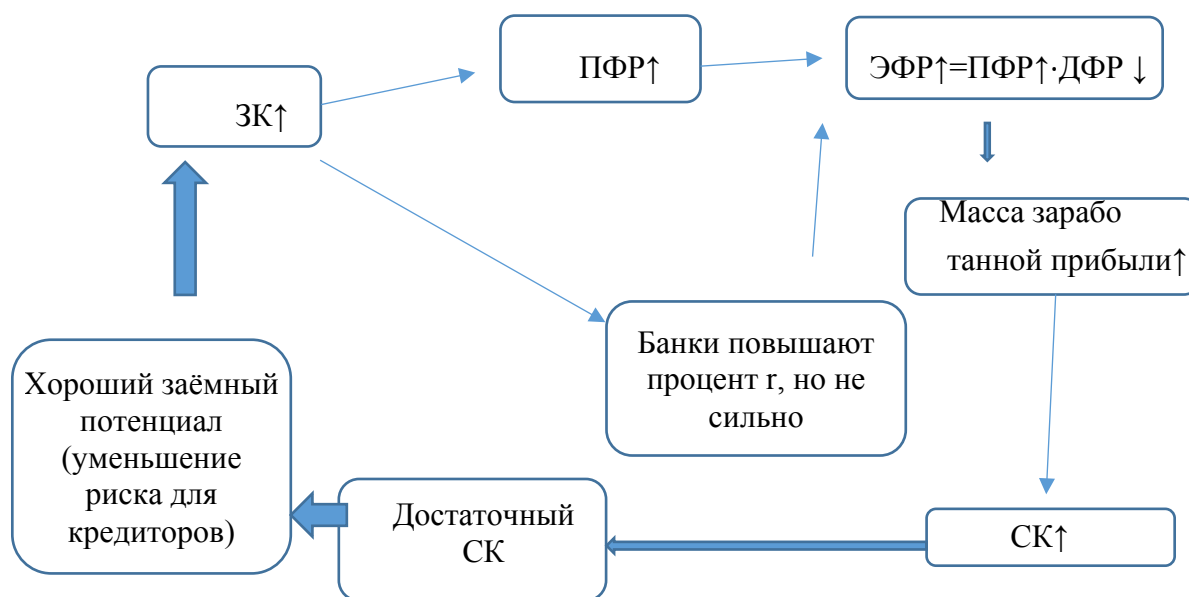 ЗК↑
ПФР↑
ЭФР↑=ПФР↑·ДФР ↓
Масса зарабо
танной прибыли↑
Банки повышают
процент r, но не
сильно
СК↑
Достаточный
СК
Хороший заёмный
потенциал
(уменьшение
риска для
кредиторов)